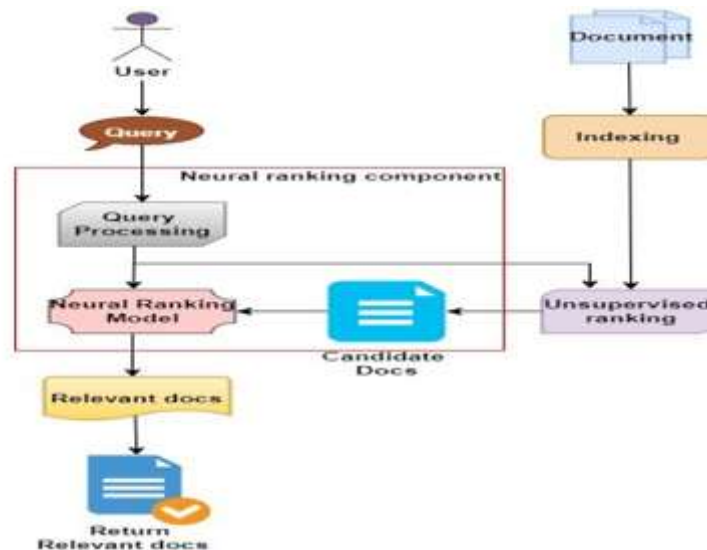 Document
User
Query
Indexing
Neural ranking component
Query
Processing
Neural Ranking
Model
Unsupervised
ranking
Candidate
Docs
Relevant docs
Return
Relevant docs